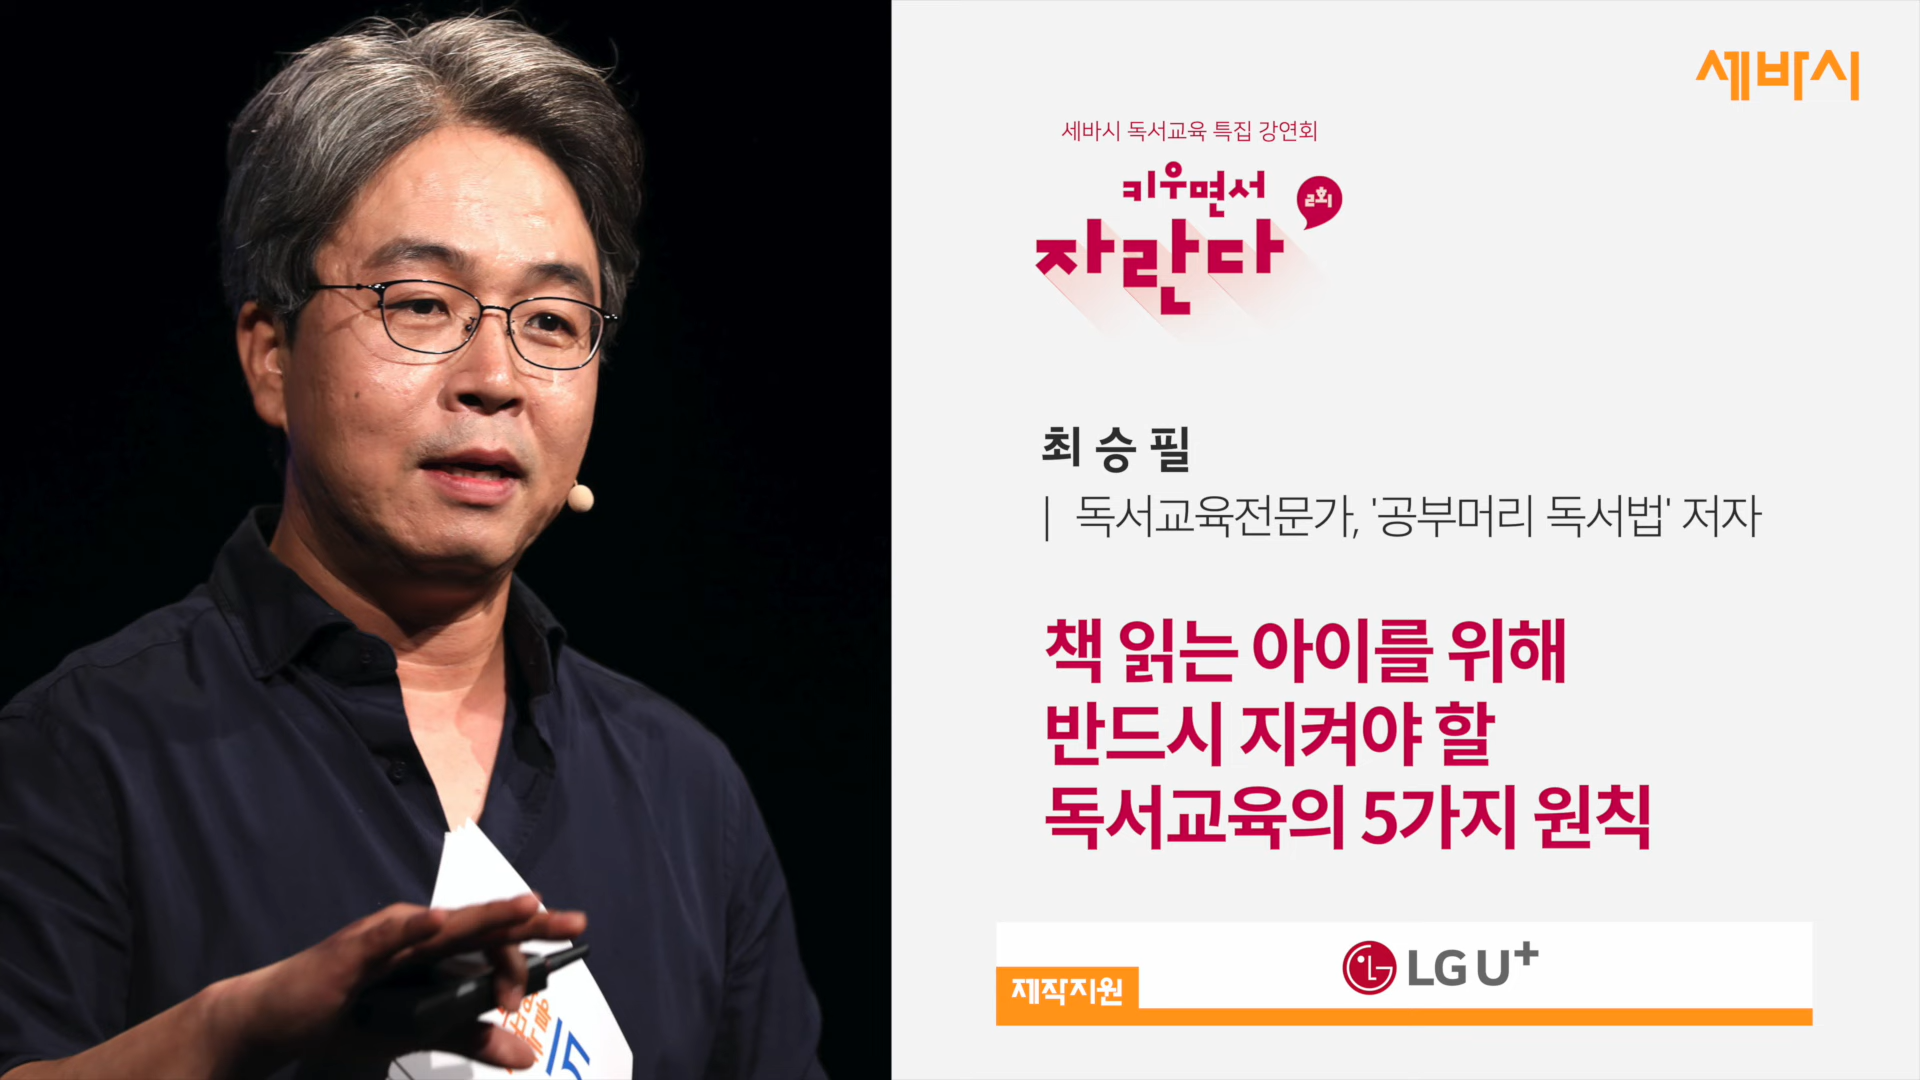 세바시
세바시 독서교육 특집 강연회
키우면서
2회
자란다
최승필
| 독서교육전문가, '공부머리 독서법' 저자
책 읽는 아이를 위해
반드시 지켜야 할
독서교육의 5가지 원칙
LG U+
제작지원